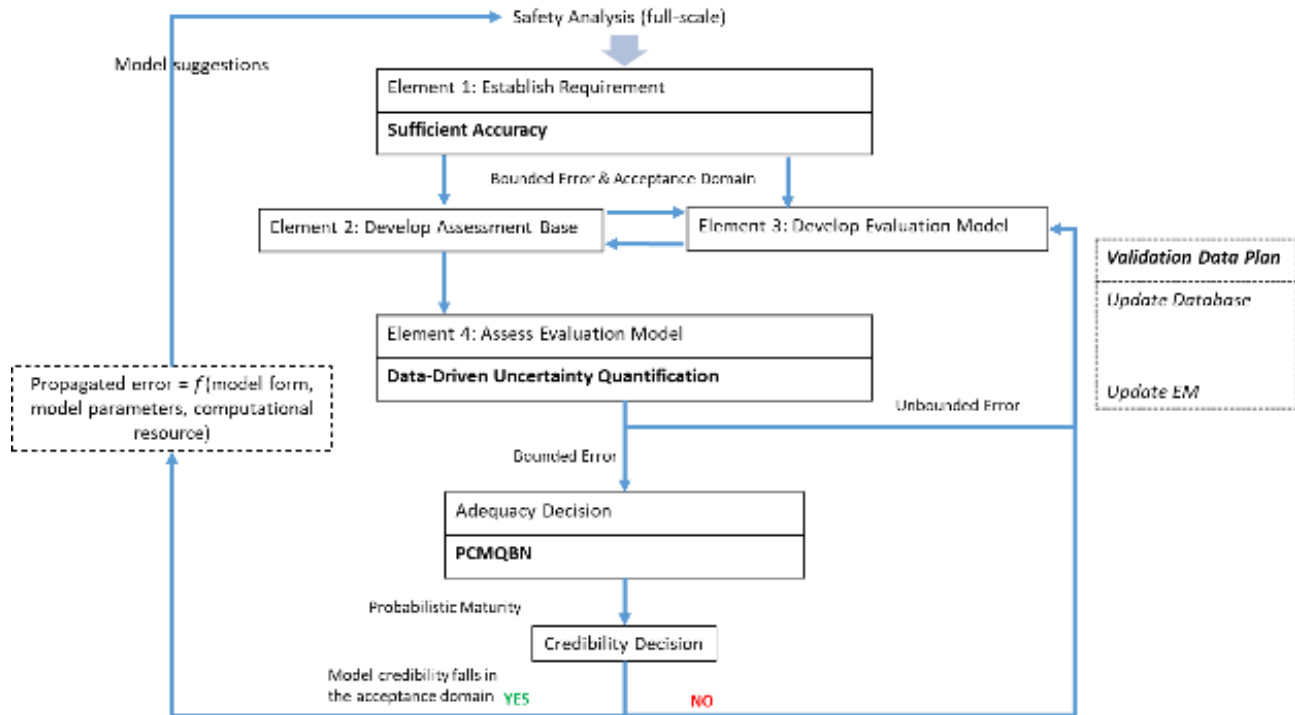 Safety Analysis (full-scale)
Model suggestions
Element 1: Establish Requirement
Sufficient Accuracy
Bounded Error & Acceptance Domain
Element 2: Develop Assessment Base
Element 3: Develop Evaluation Model
Validation Data Plan
Update Database
Update EM
Element 4: Assess Evaluation Model
Data-Driven Uncertainty Quantification
Propagated error = f (model form,
model parameters, computational
resource)
Unbounded Error
Bounded Error
Adequacy Decision
PCMQBN
Probabilistic Maturity
Credibility Decision
Model credibility falls in
the acceptance domain YES
NO